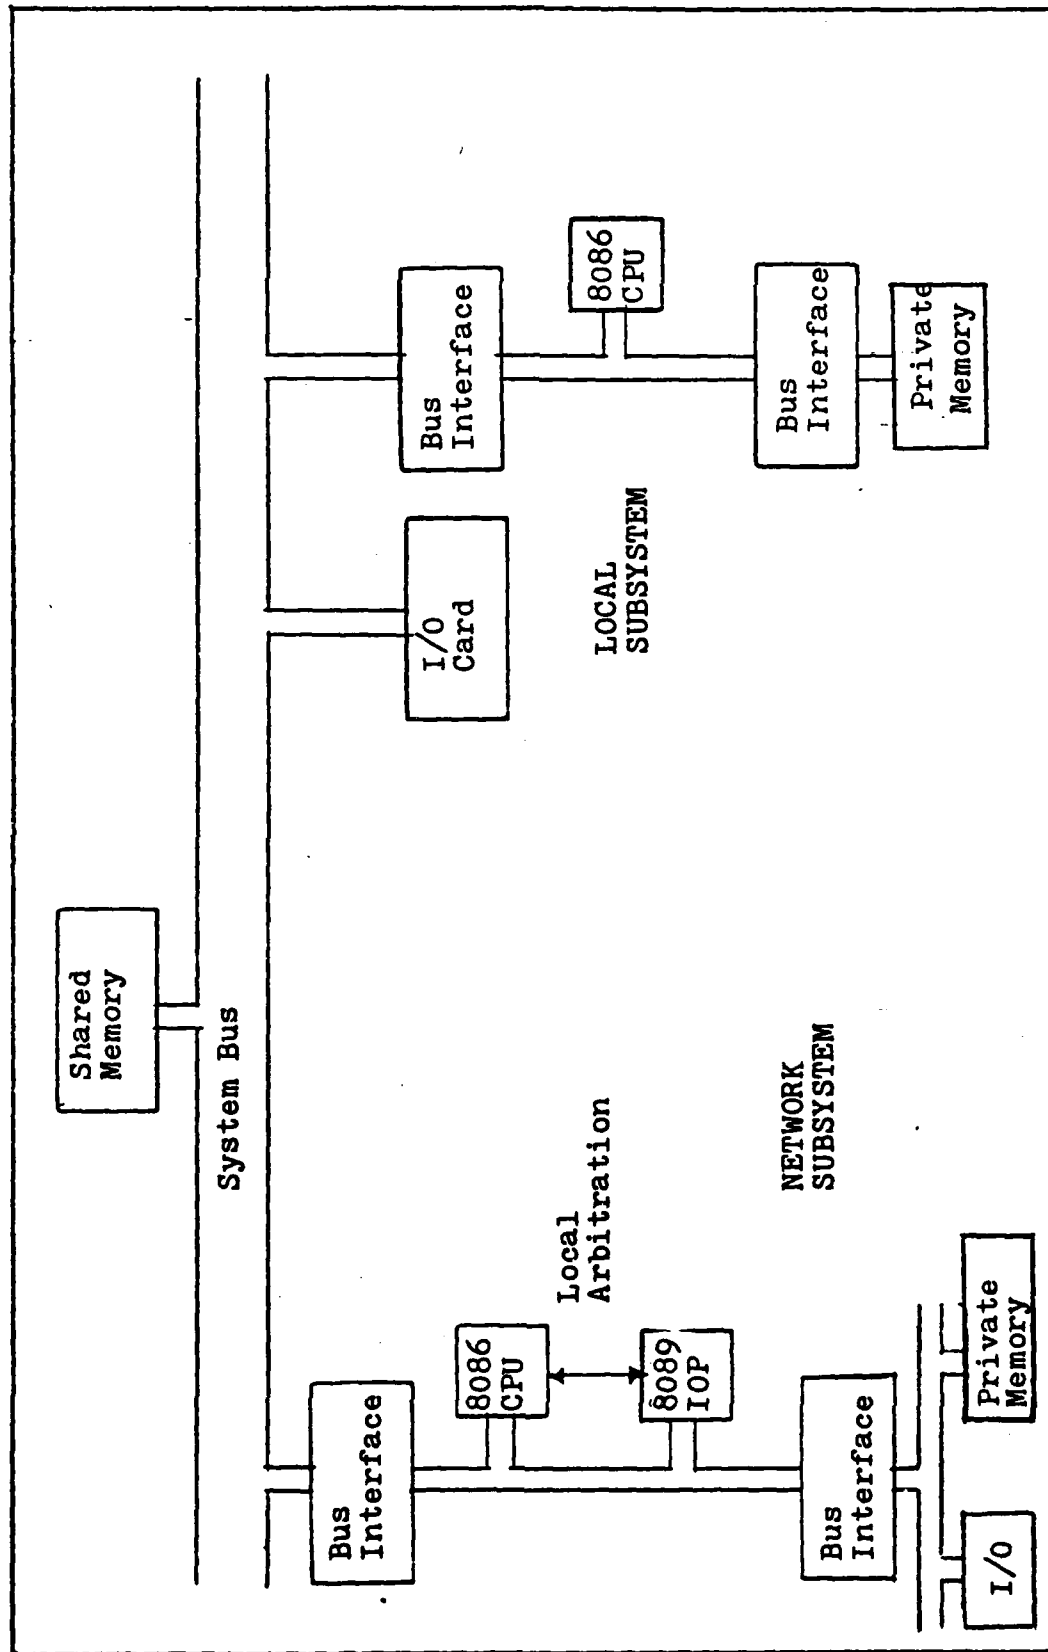 Shared
Memory
System Bus
Bus
Interface
8086
CPU
Local
Arbitration
8089
IOP
NETWORK
SUBSYSTEM
Bus
Interface
I/O
Private
Memory
I/O
Card
LOCAL
SUBSYSTEM
Bus
Interface
8086
CPU
Bus
Interface
Private
Memory